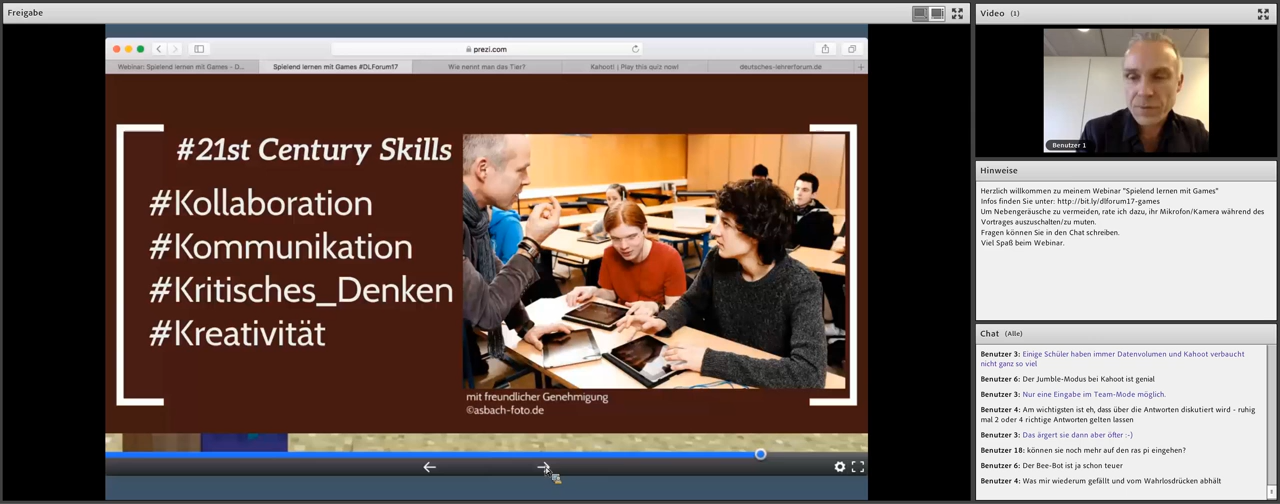 Freigabe
prezi.com
Webinar: Spielend lernen mit Games - D...
Spielend lernen mit Games #DLForum17
Wie nennt man das Tier?
Kahoot! | Play this quiz now!
deutsches-lehrerforum.de
#21st Century Skills
#Kollaboration
#Kommunikation
#Kritisches_Denken
#Kreativität
mit freundlicher Genehmigung
©asbach-foto.de
Video (1)
Benutzer 1
Hinweise
Herzlich willkommen zu meinem Webinar "Spielend lernen mit Games"
Infos finden Sie unter: http://bit.ly/dlforum17-games
Um Nebengeräusche zu vermeiden, rate ich dazu, ihr Mikrofon/Kamera während des
Vortrages auszuschalten/zu muten.
Fragen können Sie in den Chat schreiben.
Viel Spaß beim Webinar.
Chat (Alle)
Benutzer 3: Einige Schüler haben immer Datenvolumen und Kahoot verbaucht
nicht ganz so viel
Benutzer 6: Der Jumble-Modus bei Kahoot ist genial
Benutzer 3: Nur eine Eingabe im Team-Mode möglich.
Benutzer 4: Am wichtigsten ist eh, dass über die Antworten diskutiert wird - ruhig
mal 2 oder 4 richtige Antworten gelten lassen
Benutzer 3: Das ärgert sie dann aber öfter :-)
Benutzer 18: können sie noch mehr auf den ras pi eingehen?
Benutzer 6: Der Bee-Bot ist ja schon teuer
Benutzer 4: Was mir wiederum gefällt und vom Wahrlosdrücken abhält